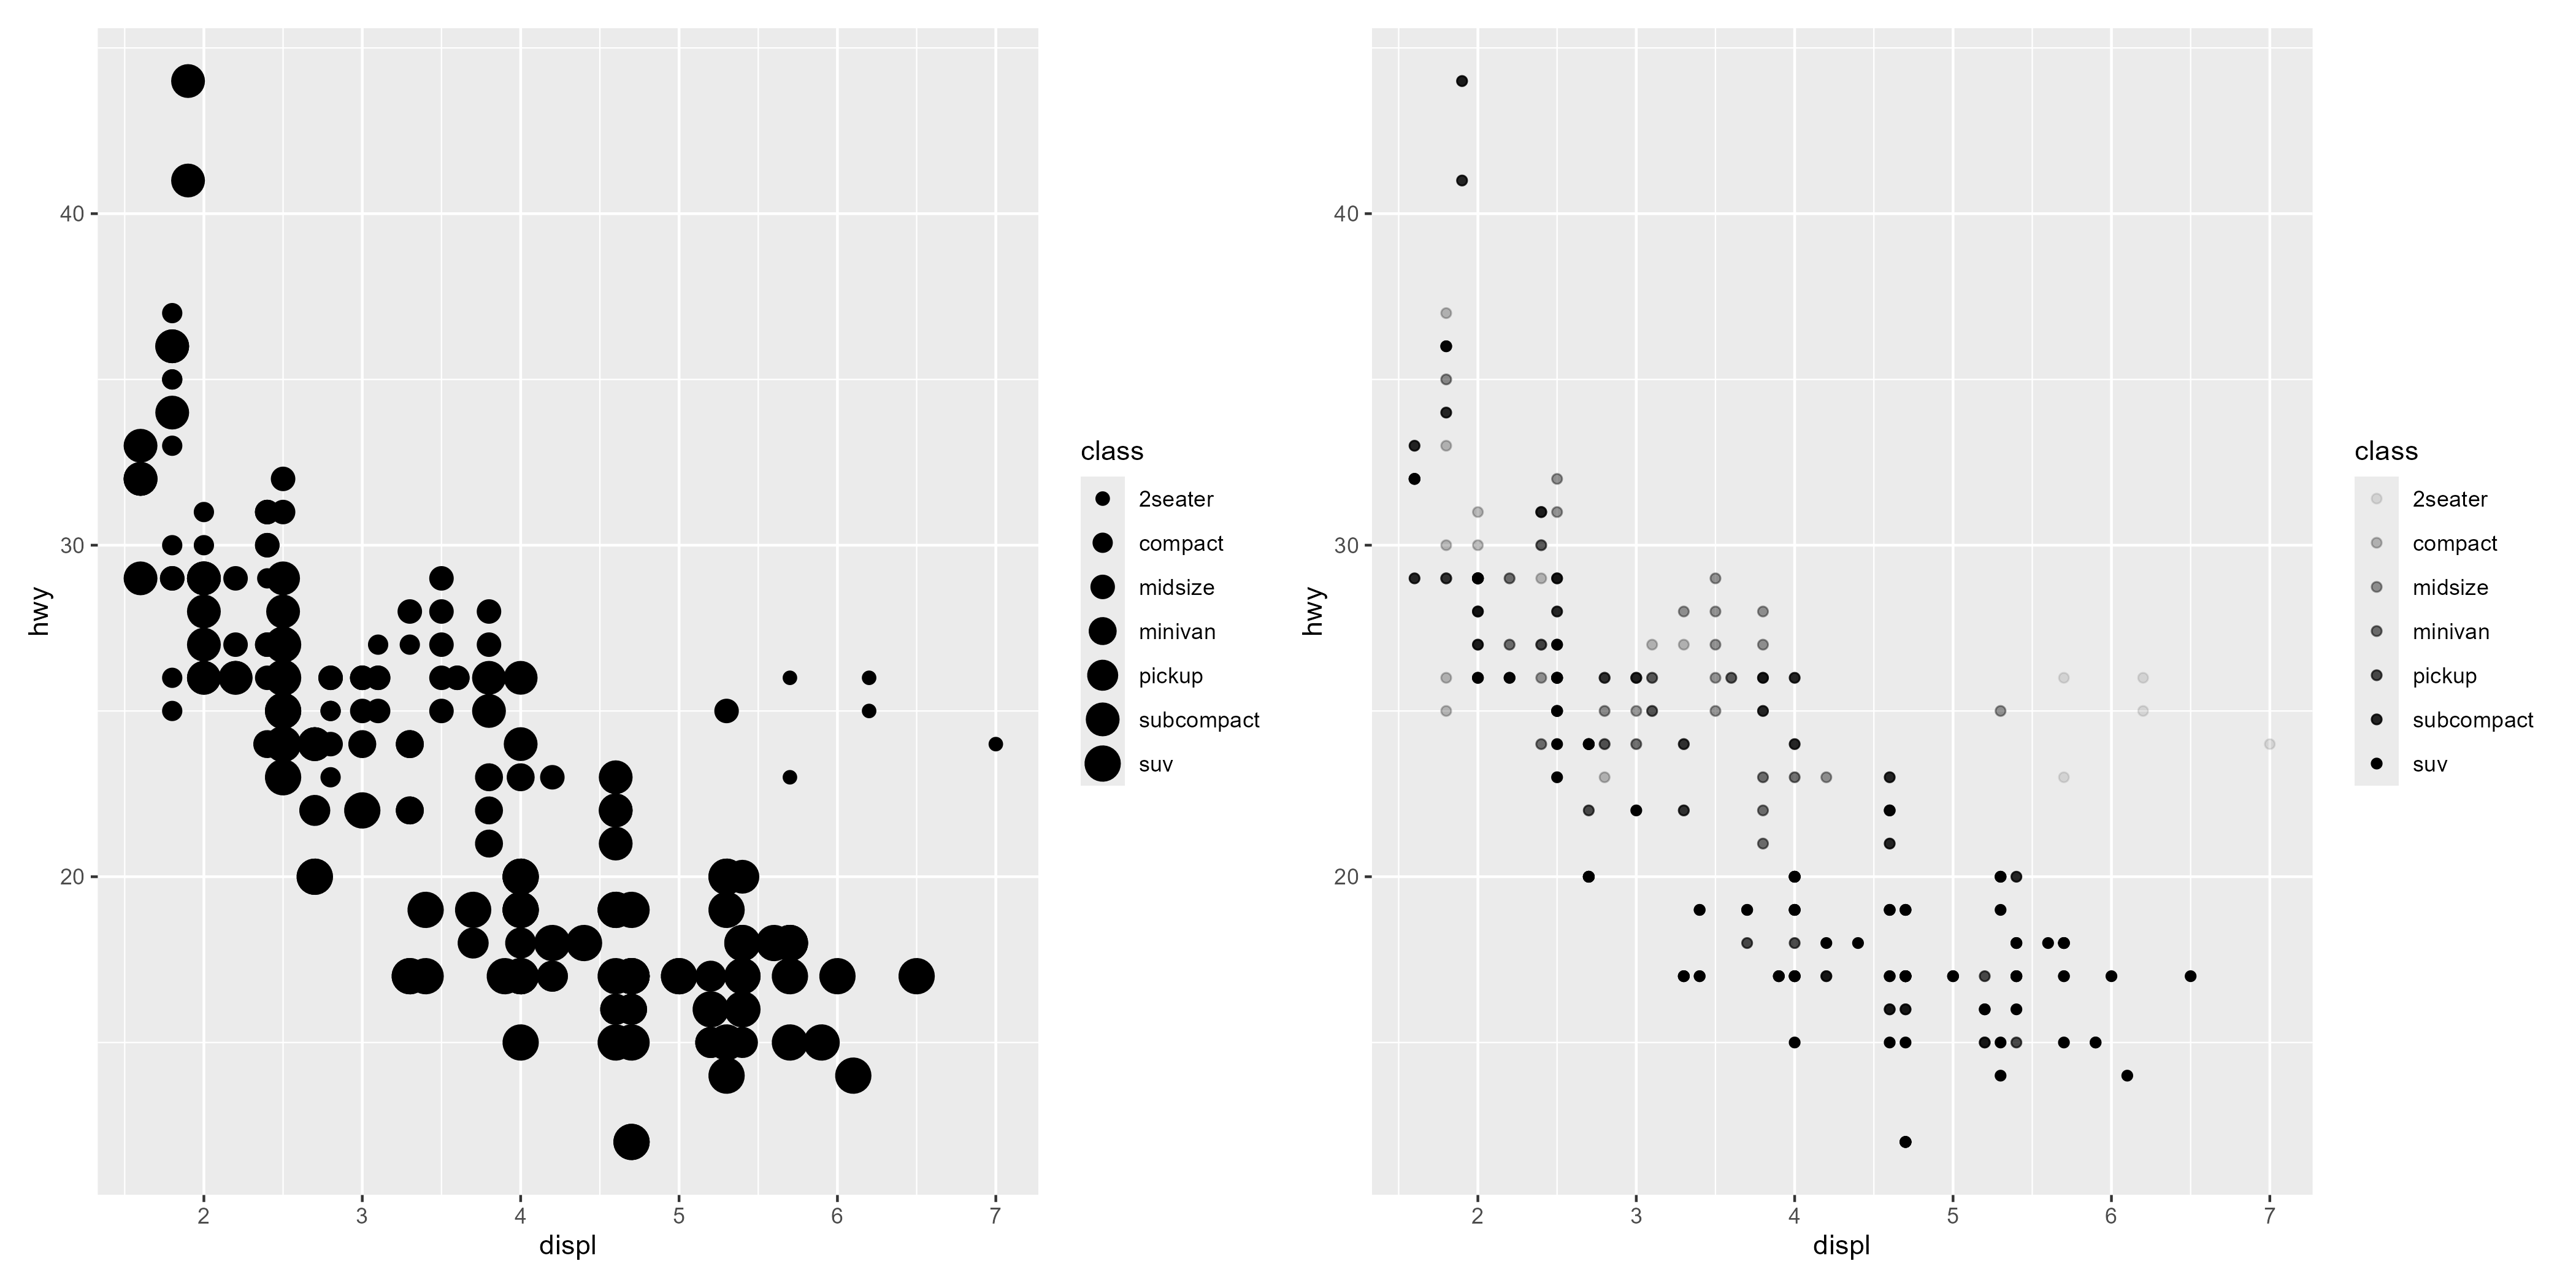 hwy
40
30
20
2 3 4 5 6 7
displ
class
2seater
compact
midsize
minivan
pickup
subcompact
suv
hwy
40
30
20
2 3 4 5 6 7
displ
class
2seater
compact
midsize
minivan
pickup
subcompact
suv